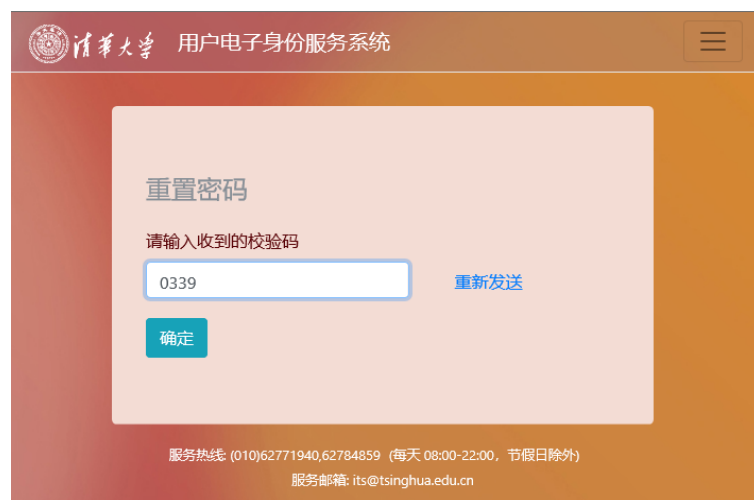 清华大学 用户电子身份服务系统
重置密码
请输入收到的校验码
0339 重新发送
确定
服务热线: (010)62771940,62784859 (每天 08:00-22:00，节假日除外)
服务邮箱: its@tsinghua.edu.cn